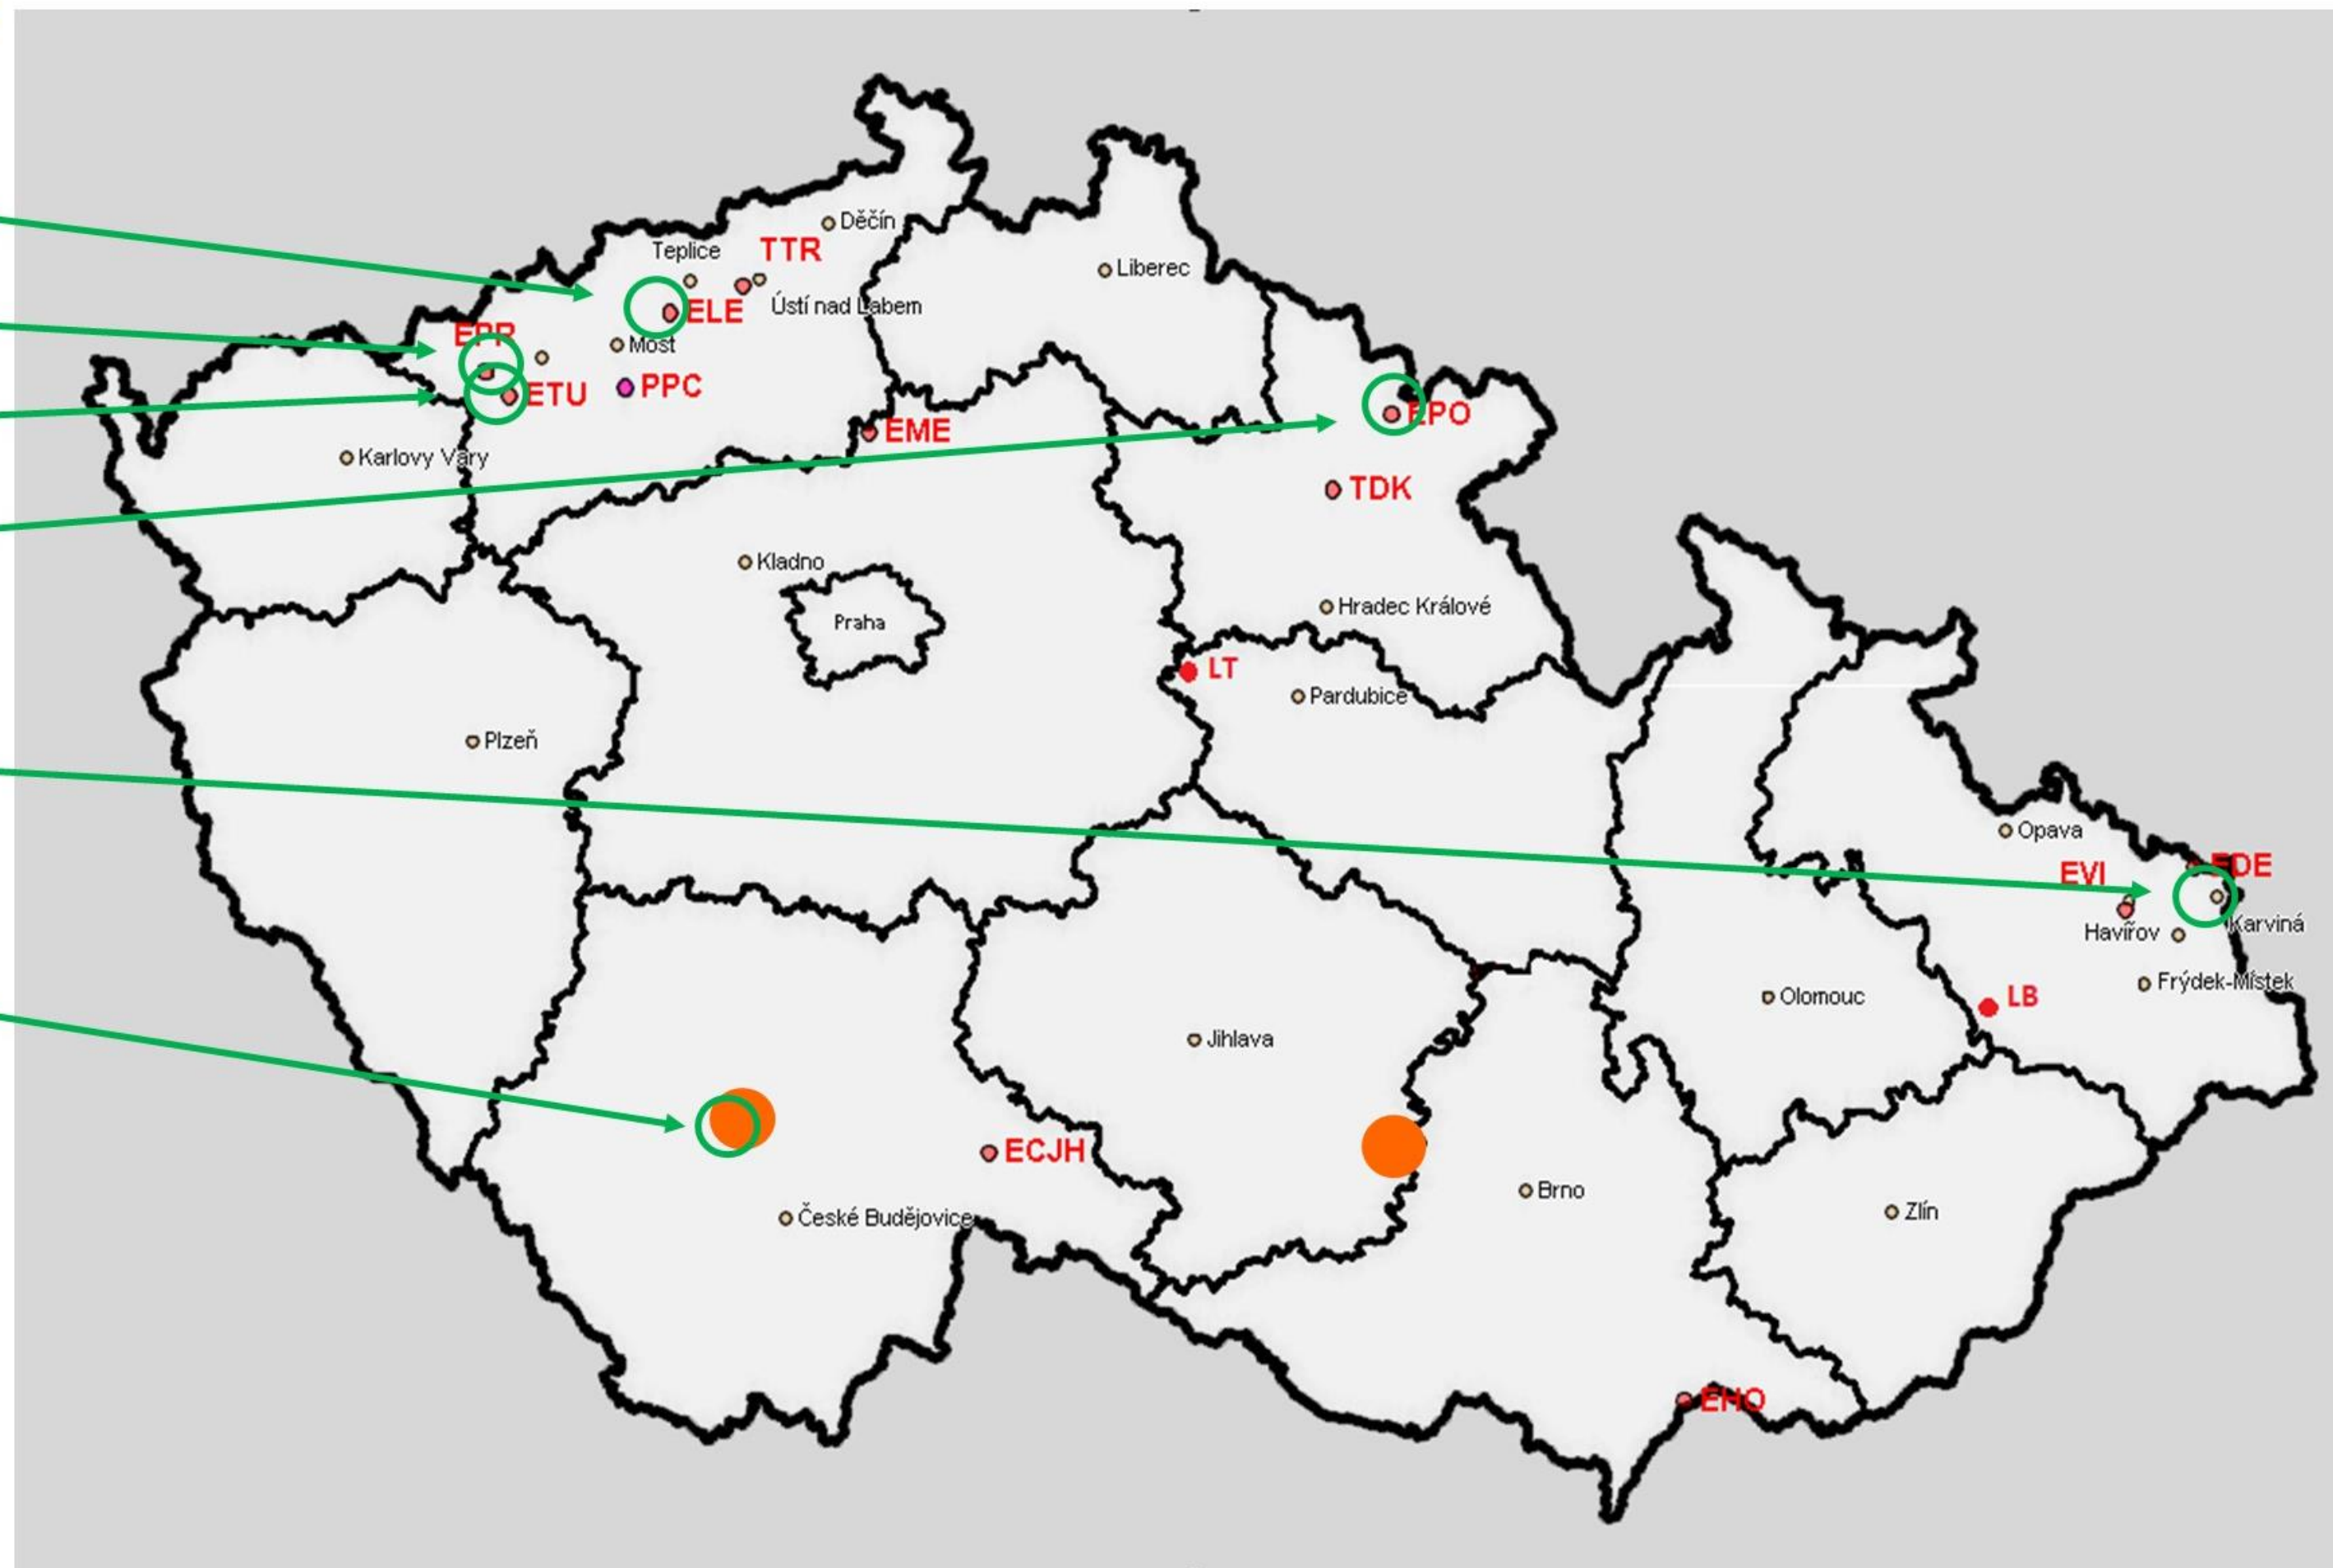 Děčín
Teplice
TTR
Liberec
Ústí nad Labem
ELE
EPR
Most
ETU
PPC
EPO
EME
Karlovy Vary
TDK
Kladno
Hradec Králové
Praha
LT
Pardubice
Plzeň
Opava
EDE
EVI
Karviná
Havířov
Frýdek-Místek
Olomouc
LB
Jihlava
ECJH
Brno
Zlín
České Budějovice
EHO